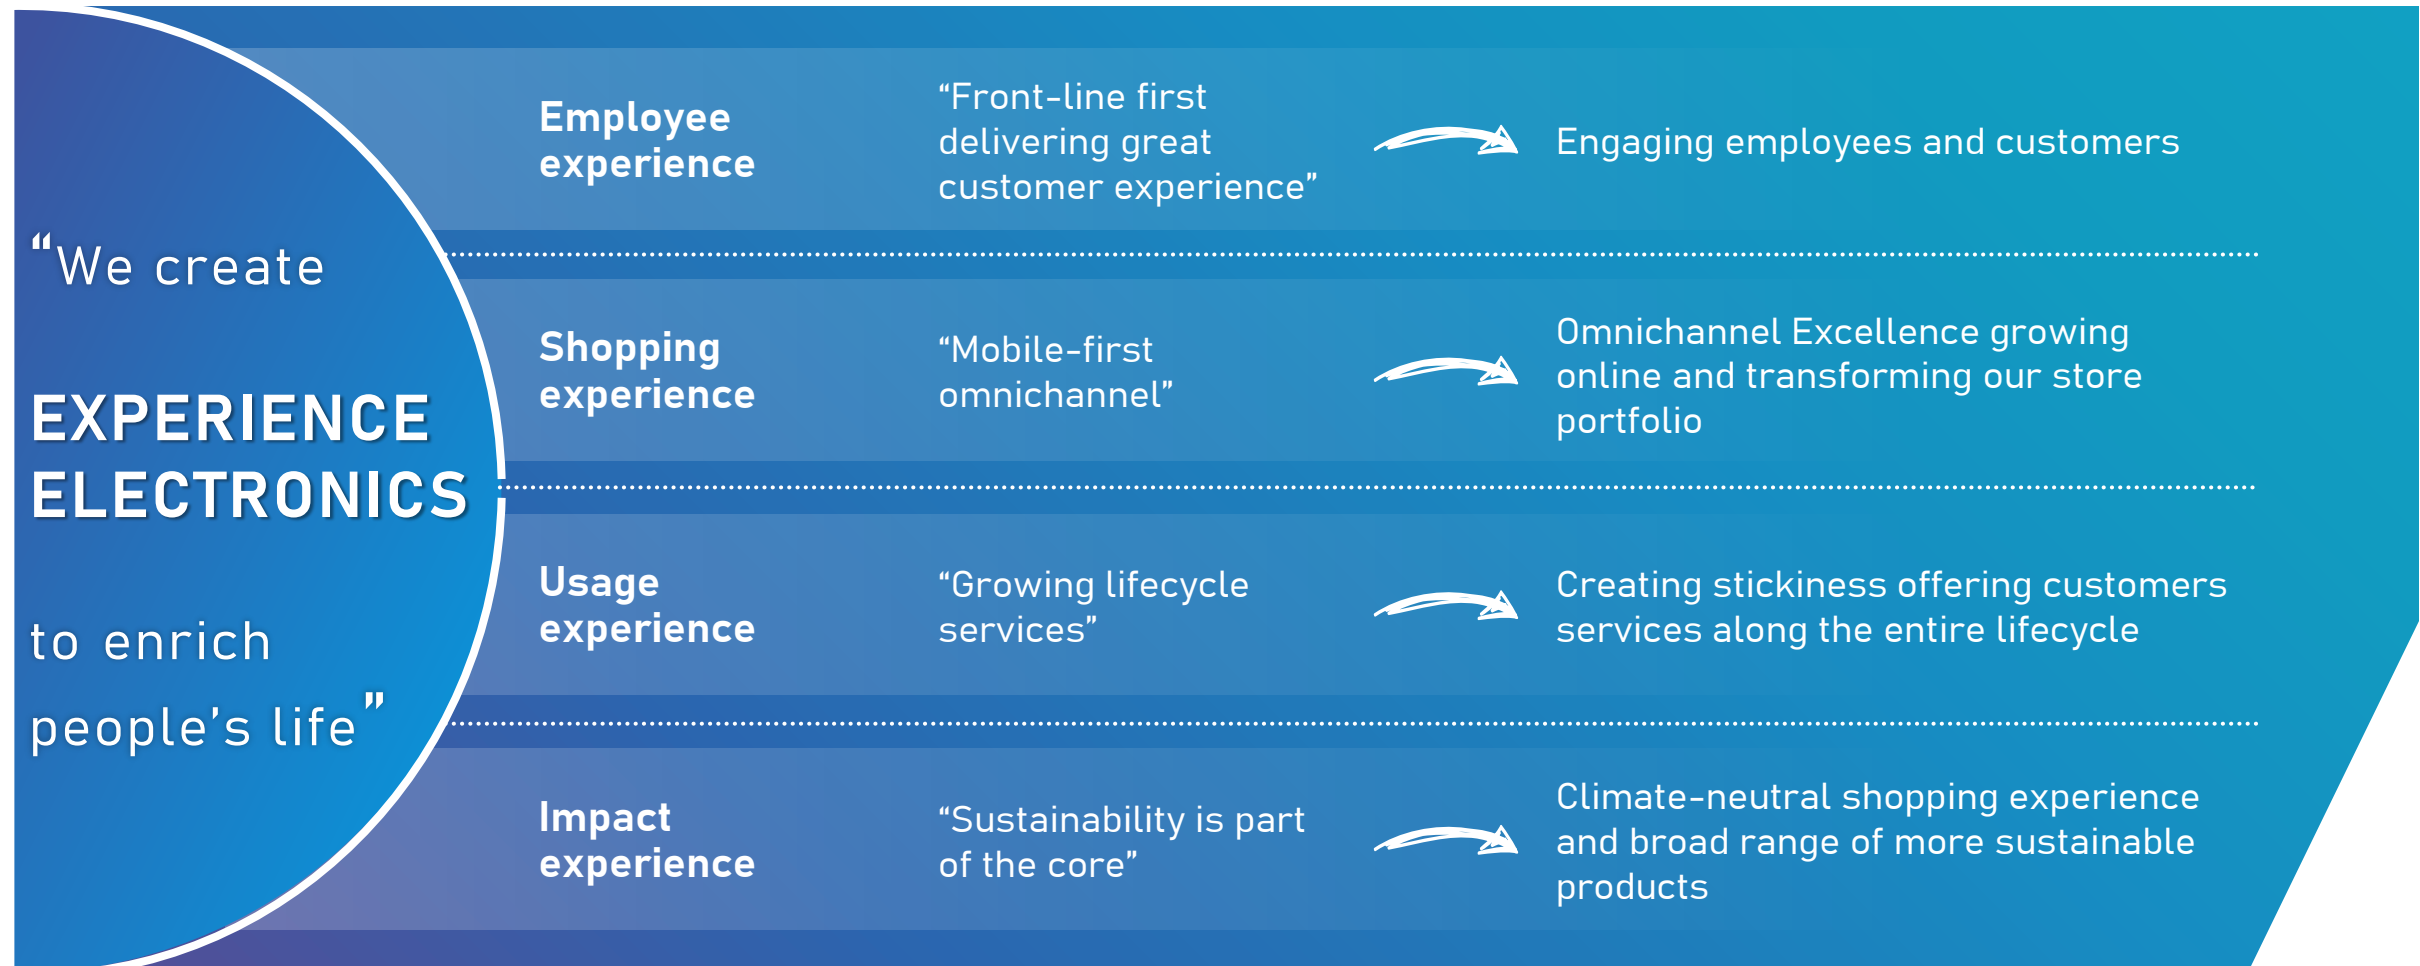 “We create
EXPERIENCE
ELECTRONICS
to enrich
people’s life”
Employee
experience
“Front-line first
delivering great
customer experience”
Engaging employees and customers
Shopping
experience
“Mobile-first
omnichannel”
Omnichannel Excellence growing
online and transforming our store
portfolio
Usage
experience
“Growing lifecycle
services”
Creating stickiness offering customers
services along the entire lifecycle
Impact
experience
“Sustainability is part
of the core”
Climate-neutral shopping experience
and broad range of more sustainable
products